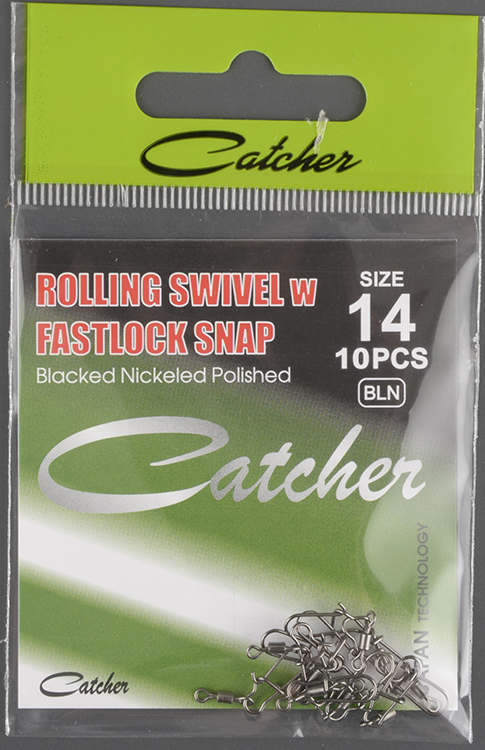 Catcher
ROLLING SWIVEL w
FASTLOCK SNAP
Blacked Nickeled Polished
SIZE
14
10PCS
BLN
Catcher
JAPAN TECHNOLOGY
Catcher